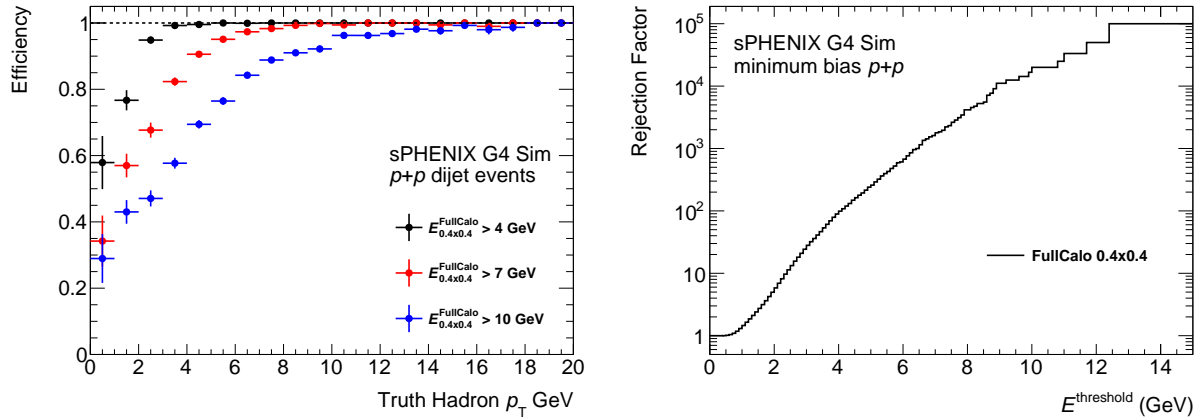 Efficiency
1
0.8
0.6
0.4
0.2
0
0 2 4 6 8 10 12 14 16 18 20
Truth Hadron p_T GeV
sPHENIX G4 Sim
p+p dijet events
E^FullCalo_0.4x0.4 > 4 GeV
E^FullCalo_0.4x0.4 > 7 GeV
E^FullCalo_0.4x0.4 > 10 GeV
Rejection Factor
10^5
10^4
10^3
10^2
10
1
0 2 4 6 8 10 12 14
E^threshold (GeV)
sPHENIX G4 Sim
minimum bias p+p
FullCalo 0.4x0.4